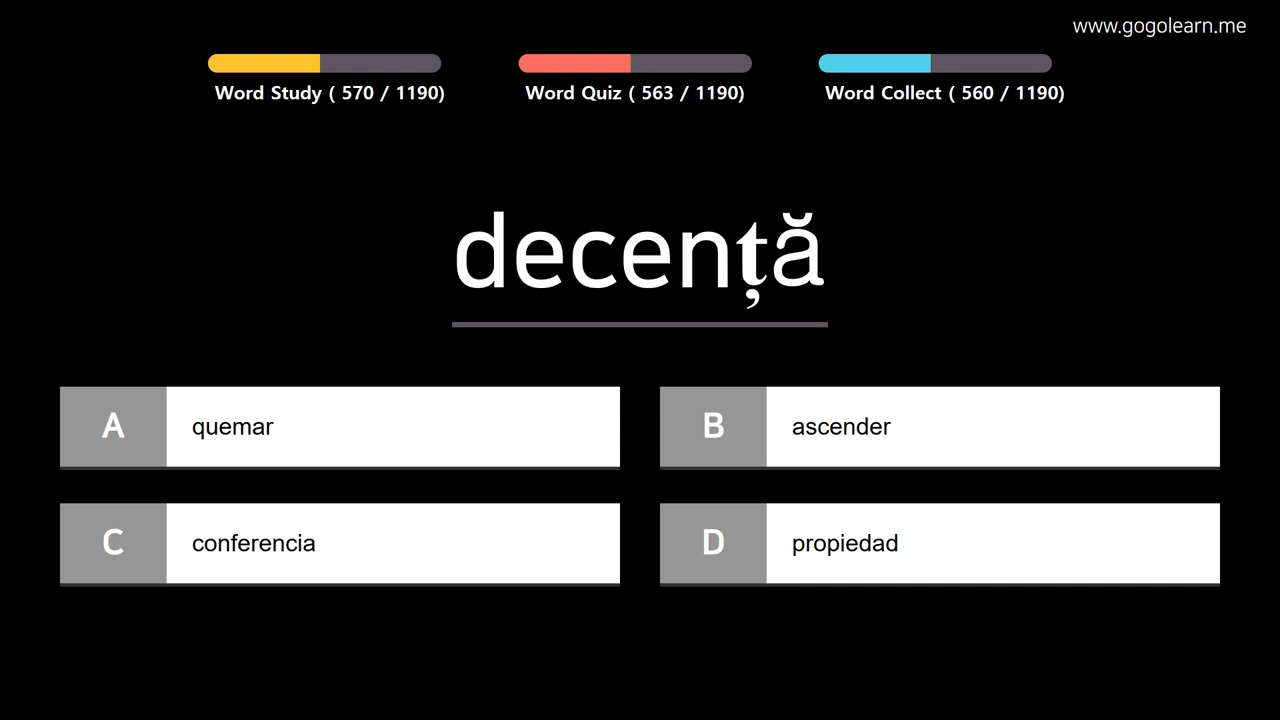 www.gogolearn.me
Word Study ( 570 / 1190)
Word Quiz ( 563 / 1190)
Word Collect ( 560 / 1190)
decență
A quemar
B ascender
C conferencia
D propiedad